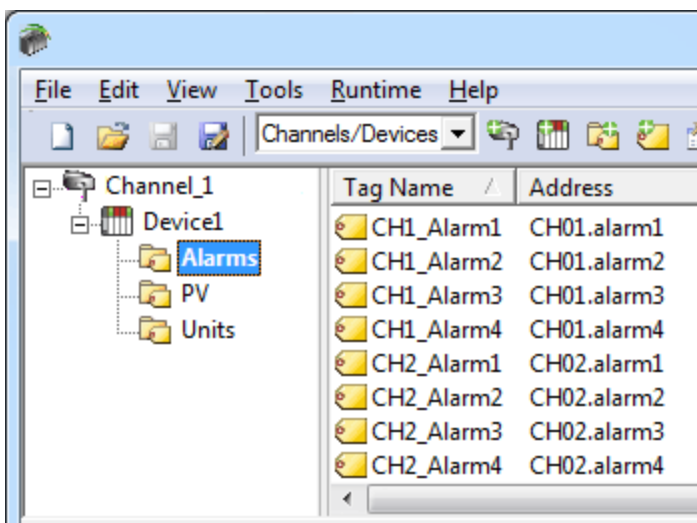 File Edit View Tools Runtime Help
Channels/Devices
Channel_1
Device1
Alarms
PV
Units
Tag Name Address
CH1_Alarm1 CH01.alarm1
CH1_Alarm2 CH01.alarm2
CH1_Alarm3 CH01.alarm3
CH1_Alarm4 CH01.alarm4
CH2_Alarm1 CH02.alarm1
CH2_Alarm2 CH02.alarm2
CH2_Alarm3 CH02.alarm3
CH2_Alarm4 CH02.alarm4